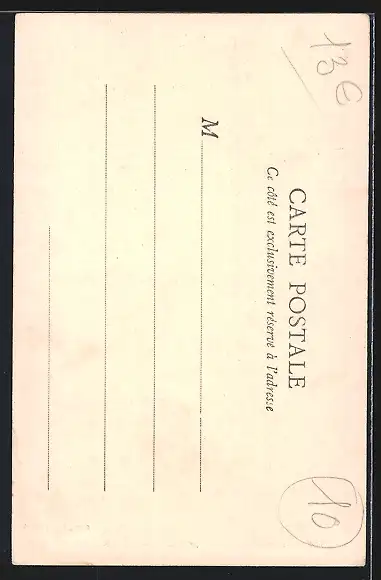 13€
CARTE POSTALE
Ce côté est exclusivement réservé à l'adresse
M
10